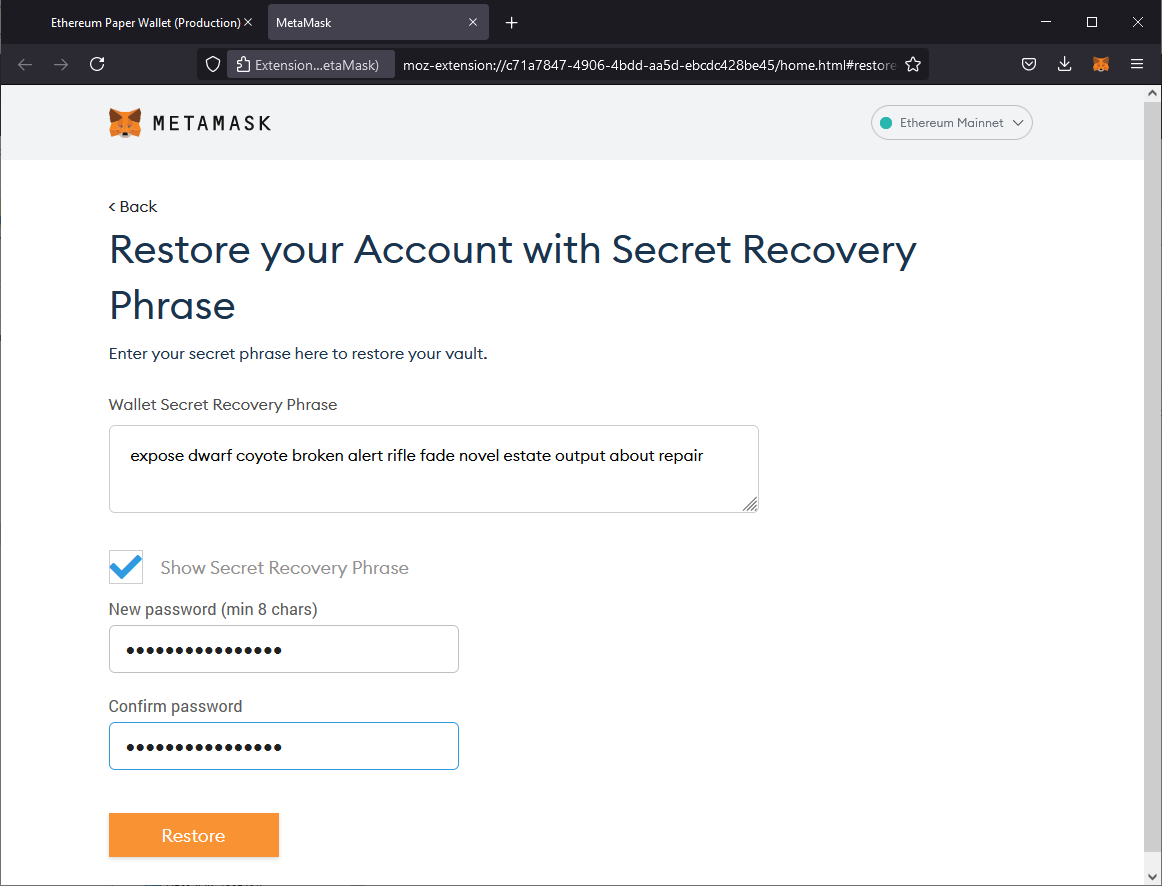 Ethereum Paper Wallet (Production)
MetaMask
Extension...etaMask)
moz-extension://c71a7847-4906-4bdd-aa5d-ebcdc428be45/home.html#restore
METAMASK
Ethereum Mainnet
< Back
Restore your Account with Secret Recovery
Phrase
Enter your secret phrase here to restore your vault.
Wallet Secret Recovery Phrase
expose dwarf coyote broken alert rifle fade novel estate output about repair
Show Secret Recovery Phrase
New password (min 8 chars)
••••••••••••••••
Confirm password
••••••••••••••••
Restore